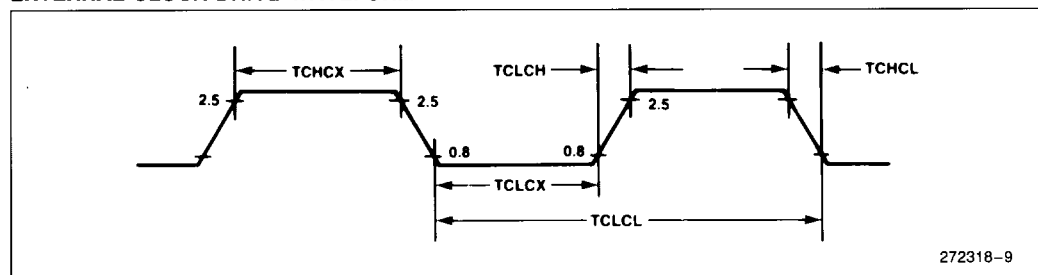 TCHCX
TCLCH
TCHCL
2.5
2.5
2.5
0.8
0.8
TCLCX
TCLCL
272318–9